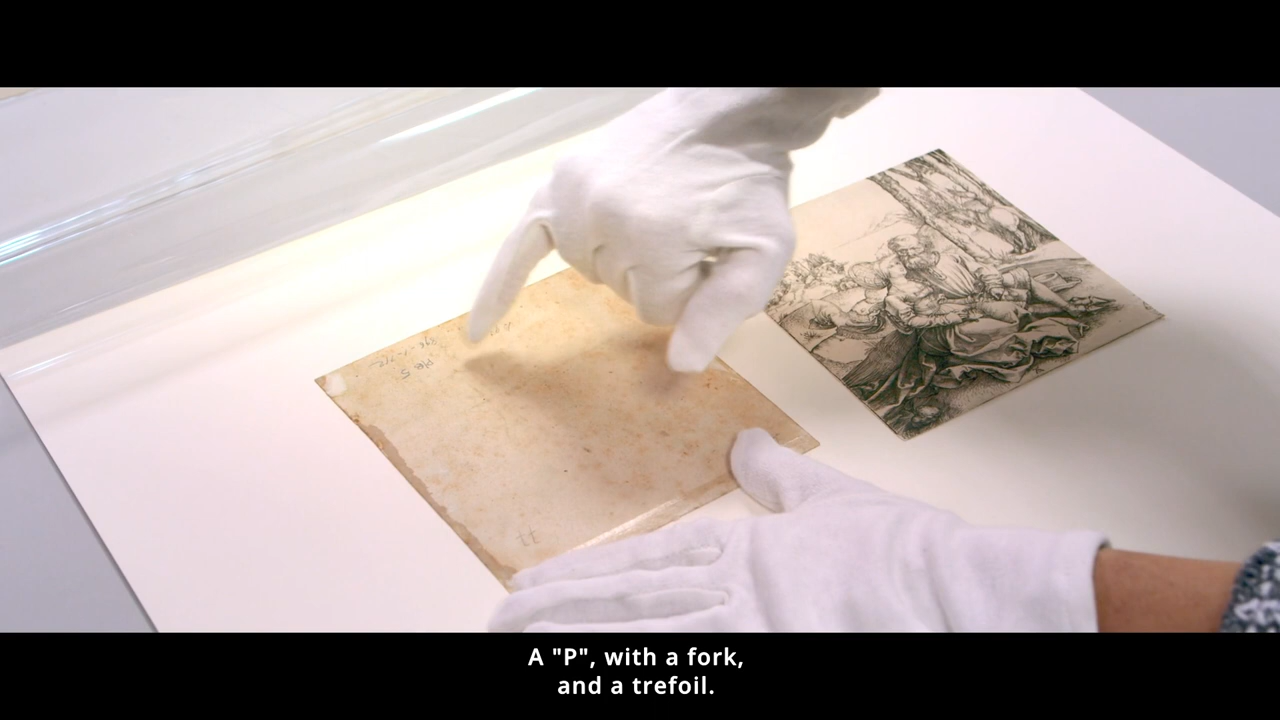 A "P", with a fork,
and a trefoil.